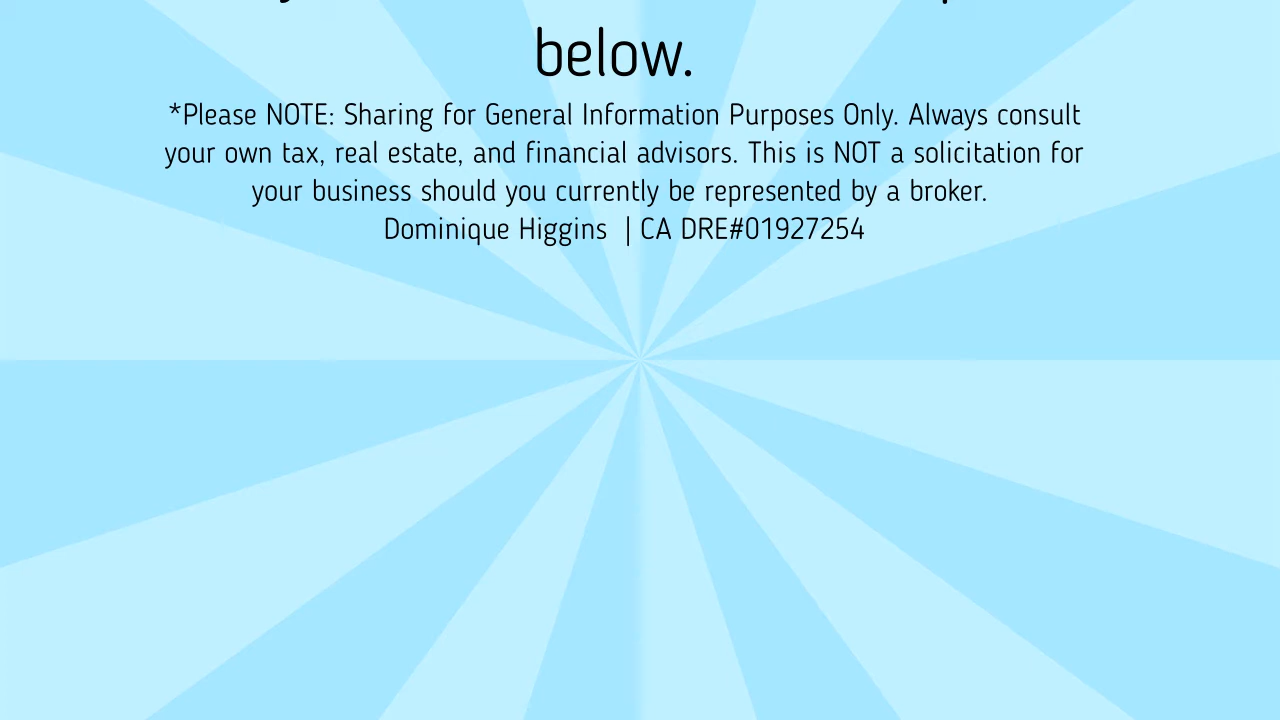 below.
*Please NOTE: Sharing for General Information Purposes Only. Always consult
your own tax, real estate, and financial advisors. This is NOT a solicitation for
your business should you currently be represented by a broker.
Dominique Higgins | CA DRE#01927254